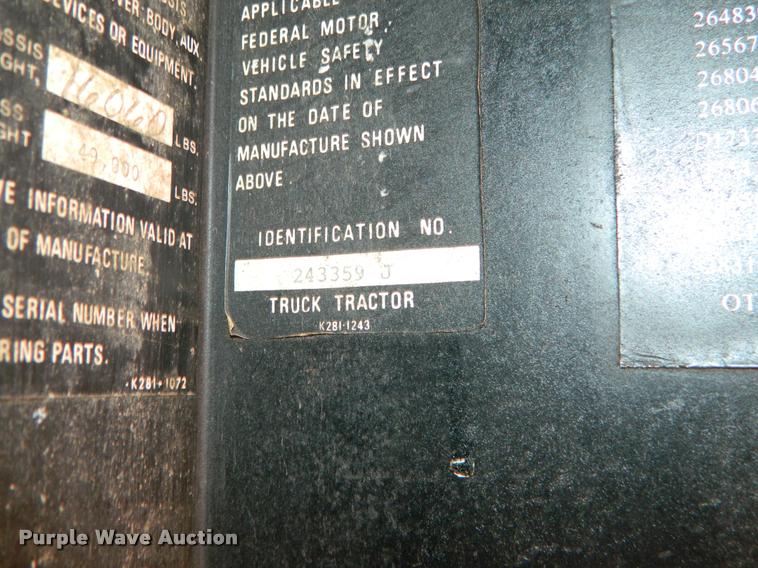 SSIS
VER, BODY, AUX.
DEVICES OR EQUIPMENT.
SSIS
GHT, 16060 LBS.
SS
GHT 49,000 LBS.
VE INFORMATION VALID AT
OF MANUFACTURE.
SERIAL NUMBER WHEN
RING PARTS.
K281-1072
APPLICABLE
FEDERAL MOTOR
VEHICLE SAFETY
STANDARDS IN EFFECT
ON THE DATE OF
MANUFACTURE SHOWN
ABOVE.
IDENTIFICATION NO.
243359 J
TRUCK TRACTOR
K281-1243
26483
26567
26804
26806
OT
Purple Wave Auction